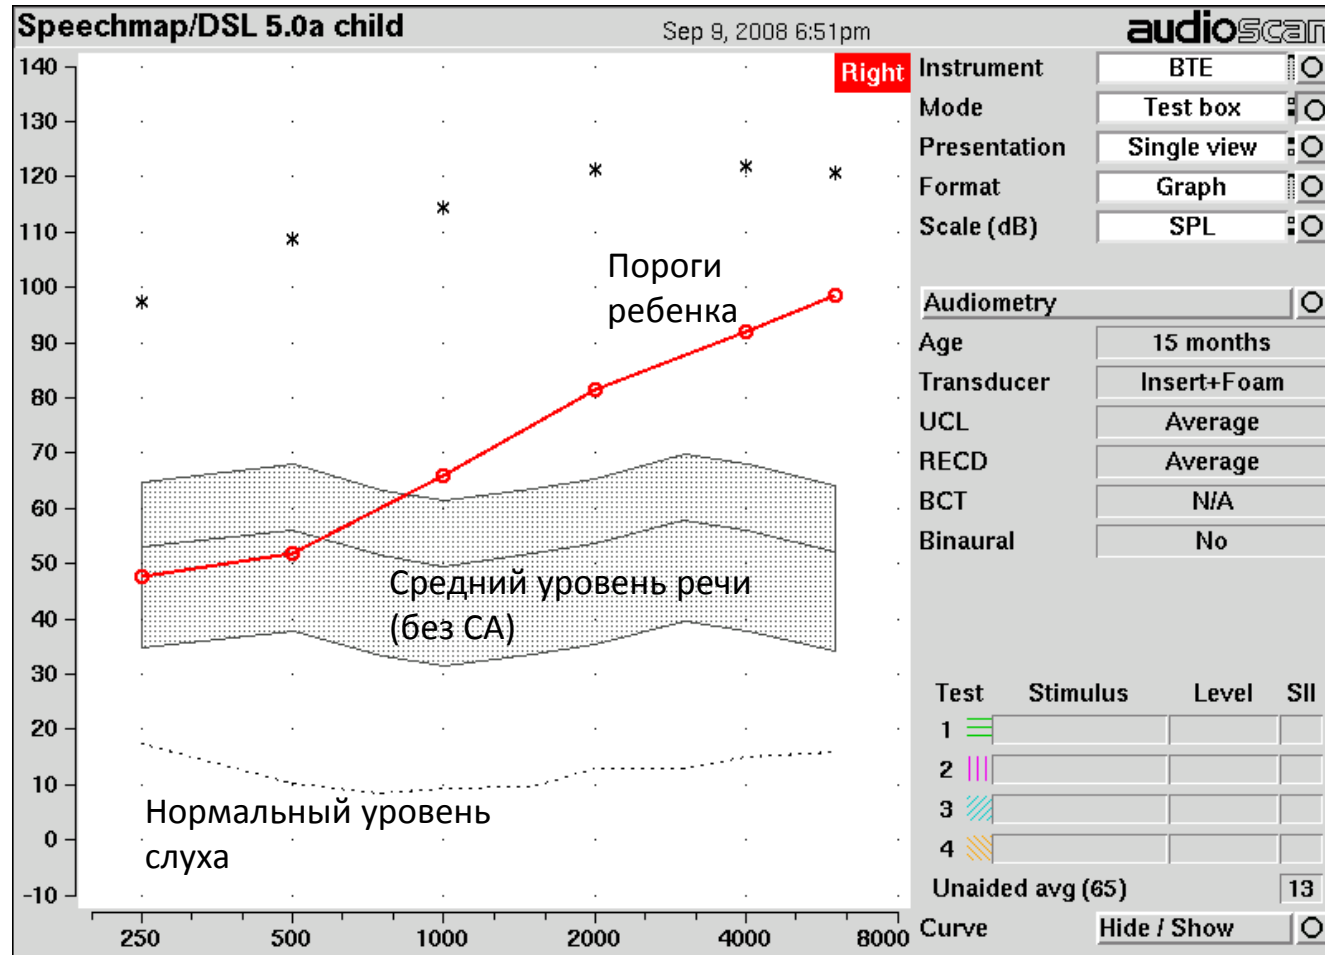 Speechmap/DSL 5.0a child
Sep 9, 2008 6:51pm
audioscan
140
130
120
110
100
90
80
70
60
50
40
30
20
10
0
-10
250
500
1000
2000
4000
8000
Right
Пороги
ребенка
Средний уровень речи
(без СА)
Нормальный уровень
слуха
Instrument BTE
Mode Test box
Presentation Single view
Format Graph
Scale (dB) SPL
Audiometry
Age 15 months
Transducer Insert+Foam
UCL Average
RECD Average
BCT N/A
Binaural No
Test Stimulus Level SII
1
2
3
4
Unaided avg (65) 13
Curve Hide / Show